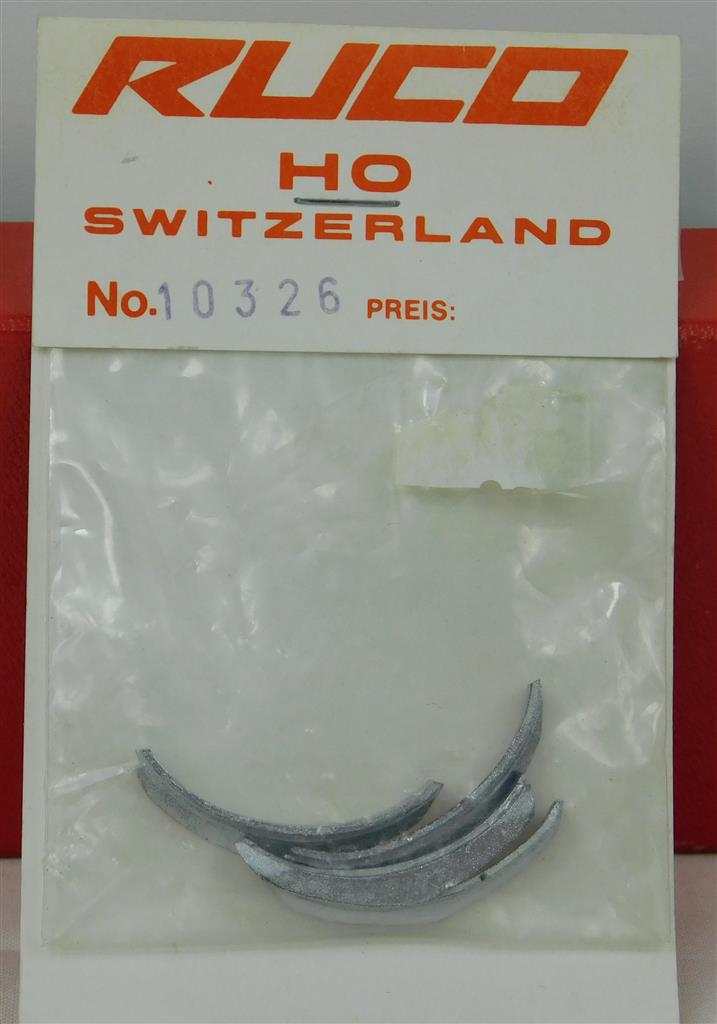 RUCO
HO
SWITZERLAND
No. 10326 PREIS: